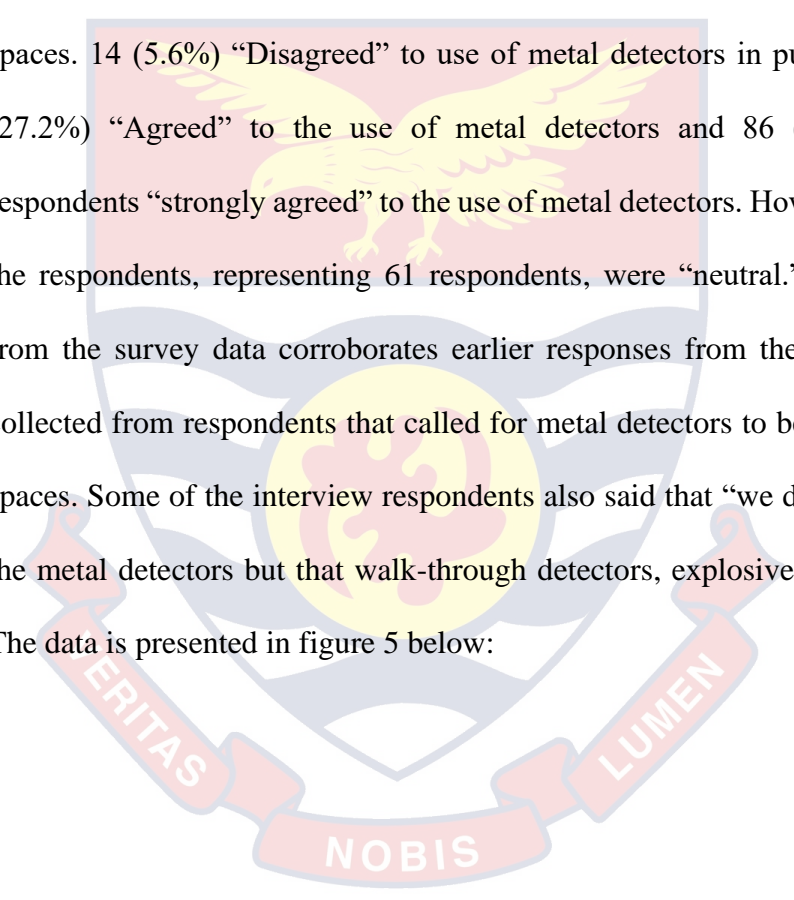 paces. 14 (5.6%) “Disagreed” to use of metal detectors in pu
27.2%) “Agreed” to the use of metal detectors and 86 (
espondents “strongly agreed” to the use of metal detectors. Hov
he respondents, representing 61 respondents, were “neutral.”
rom the survey data corroborates earlier responses from the
ollected from respondents that called for metal detectors to be
paces. Some of the interview respondents also said that “we d
he metal detectors but that walk-through detectors, explosive
The data is presented in figure 5 below:
VERITAS
NOBIS
LUMEN